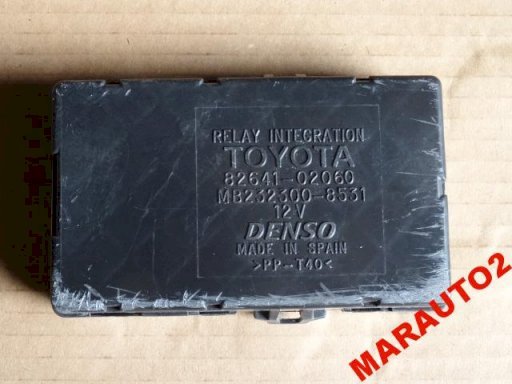 RELAY INTEGRATION
TOYOTA
82641-02060
MB232300-8531
12V
DENSO
MADE IN SPAIN
>PP-T40<
MARAUTO2